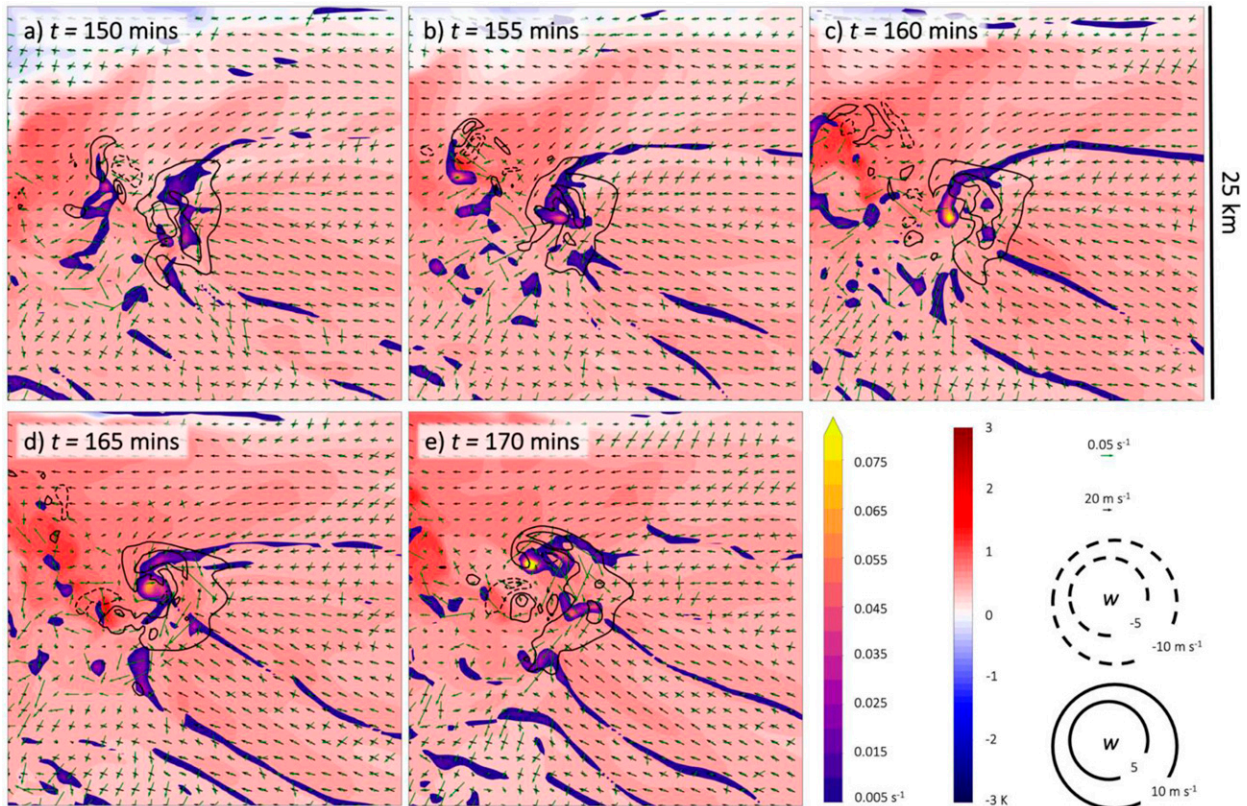 a) t = 150 mins
b) t = 155 mins
c) t = 160 mins
25 km
d) t = 165 mins
e) t = 170 mins
0.075
0.065
0.055
0.045
0.035
0.025
0.015
0.005 s⁻¹
3
2
1
0
-1
-2
-3 K
0.05 s⁻¹
20 m s⁻¹
w
-5
-10 m s⁻¹
w
5
10 m s⁻¹